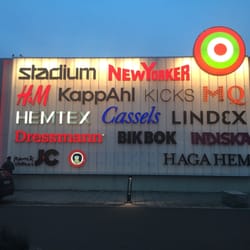 stadium NEWYORKER
H&M KappAhl KICKS MQ
HEMTEX Cassels LINDEX
Dressmann BIKBOK INDISKA
JC HAGA HEM